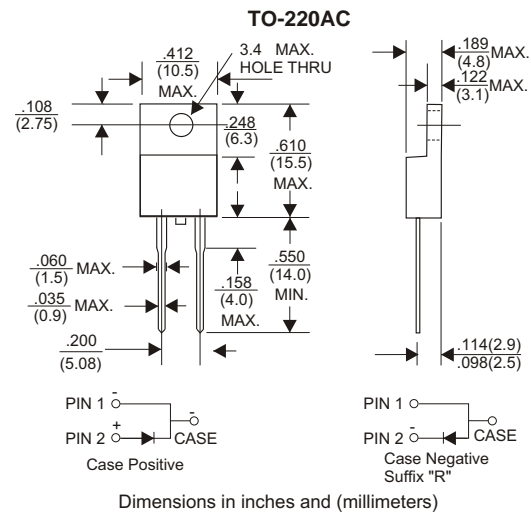 TO-220AC
.412
(10.5)
MAX.
3.4 MAX.
HOLE THRU
.189
(4.8) MAX.
.122
(3.1) MAX.
.108
(2.75)
.248
(6.3)
.610
(15.5)
MAX.
.060
(1.5) MAX.
.035
(0.9) MAX.
.158
(4.0)
MAX.
.550
(14.0)
MIN.
.200
(5.08)
.114(2.9)
.098(2.5)
PIN 1 -
PIN 2 +
- CASE
Case Positive
PIN 1
PIN 2 -
CASE
Case Negative
Suffix "R"
Dimensions in inches and (millimeters)